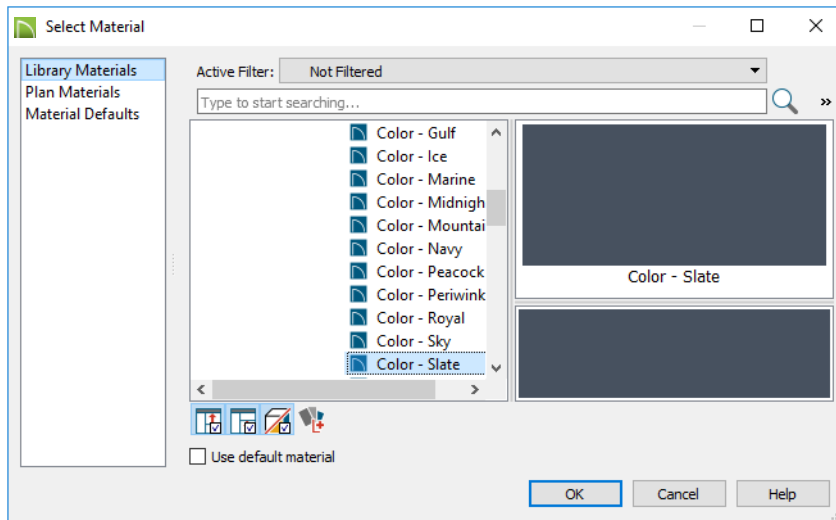 Select Material
Library Materials
Plan Materials
Material Defaults
Active Filter: Not Filtered
Type to start searching...
»
Color - Gulf
Color - Ice
Color - Marine
Color - Midnigh
Color - Mountai
Color - Navy
Color - Peacock
Color - Periwink
Color - Royal
Color - Sky
Color - Slate
Color - Slate
Use default material
OK Cancel Help